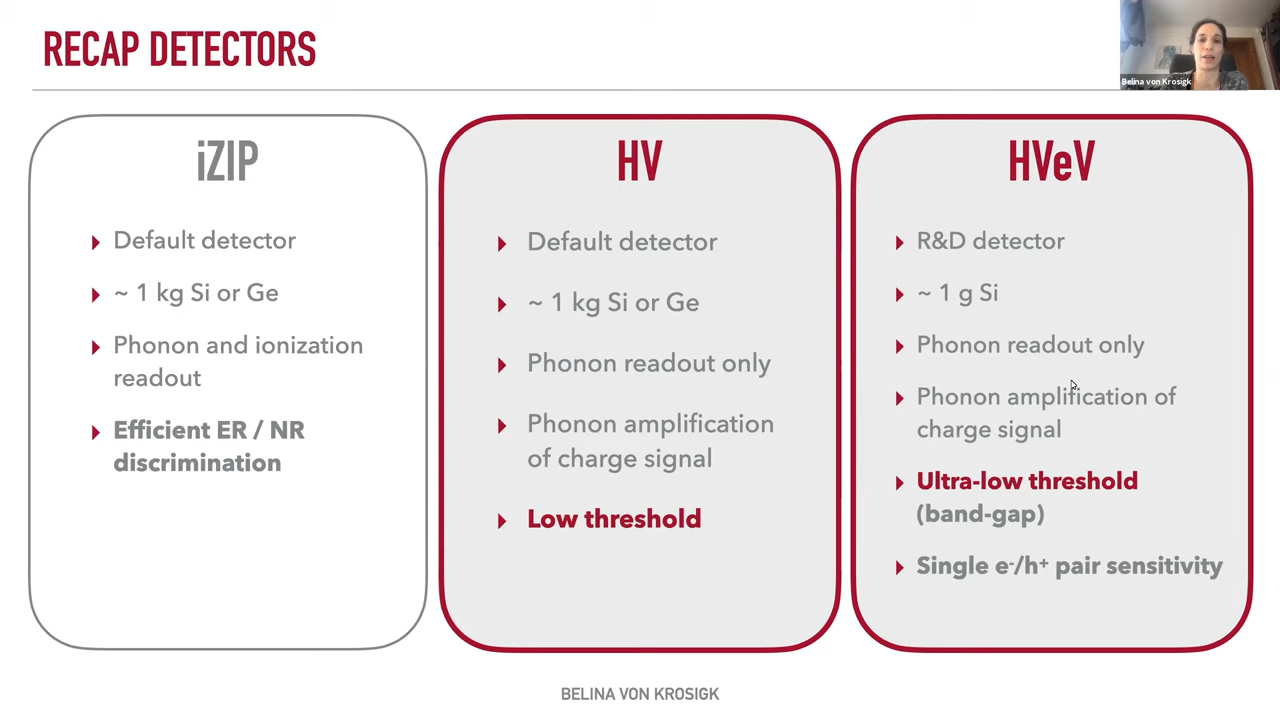 RECAP DETECTORS
Belina von Krosigk
iZIP
Default detector
~ 1 kg Si or Ge
Phonon and ionization
readout
Efficient ER / NR
discrimination
HV
Default detector
~ 1 kg Si or Ge
Phonon readout only
Phonon amplification
of charge signal
Low threshold
HVeV
R&D detector
~ 1 g Si
Phonon readout only
Phonon amplification of
charge signal
Ultra-low threshold
(band-gap)
Single e⁻/h⁺ pair sensitivity
BELINA VON KROSIGK